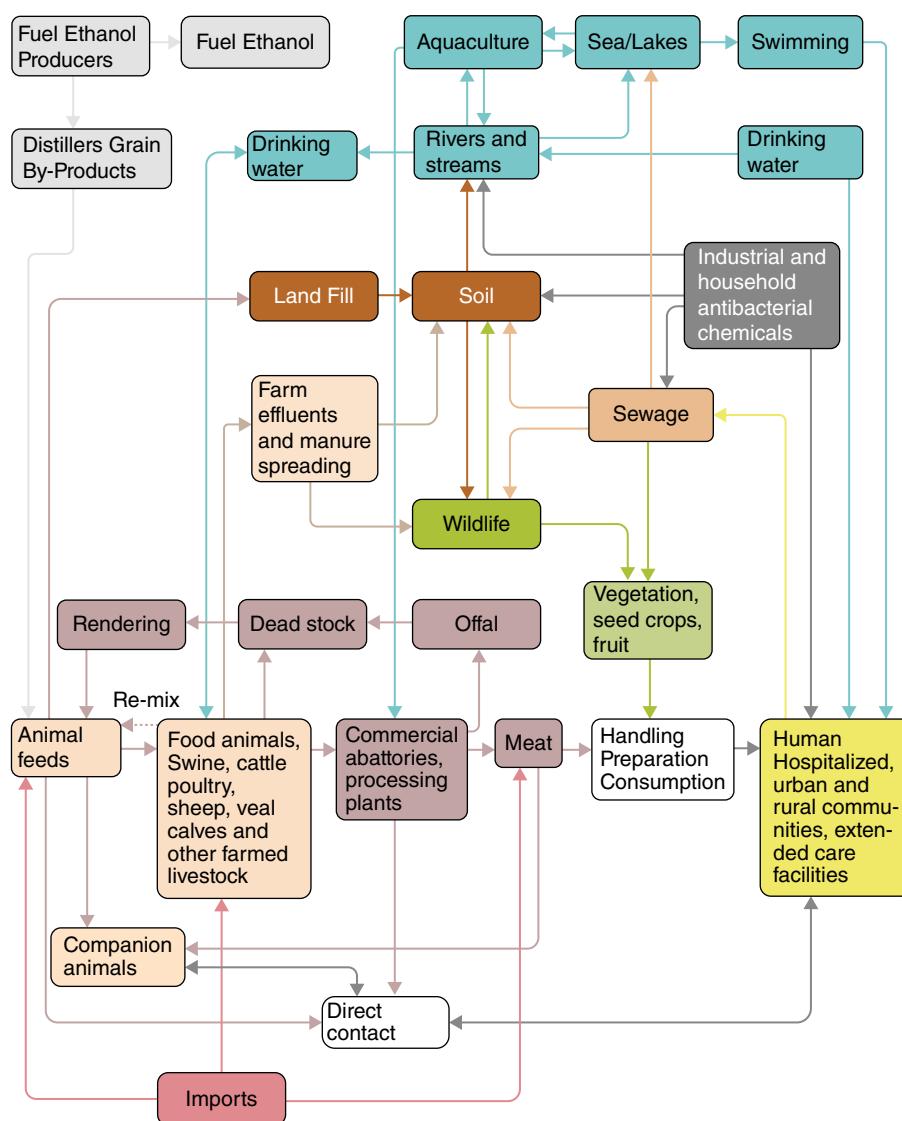 Fuel Ethanol
Producers
Fuel Ethanol
Aquaculture
Sea/Lakes
Swimming
Distillers Grain
By-Products
Drinking
water
Rivers and
streams
Drinking
water
Land Fill
Soil
Industrial and
household
antibacterial
chemicals
Farm
effluents
and manure
spreading
Sewage
Wildlife
Vegetation,
seed crops,
fruit
Rendering
Dead stock
Offal
Re-mix
Animal
feeds
Food animals,
Swine, cattle
poultry,
sheep, veal
calves and
other farmed
livestock
Commercial
abattories,
processing
plants
Meat
Handling
Preparation
Consumption
Human
Hospitalized,
urban and
rural commu-
nities, exten-
ded care
facilities
Companion
animals
Direct
contact
Imports